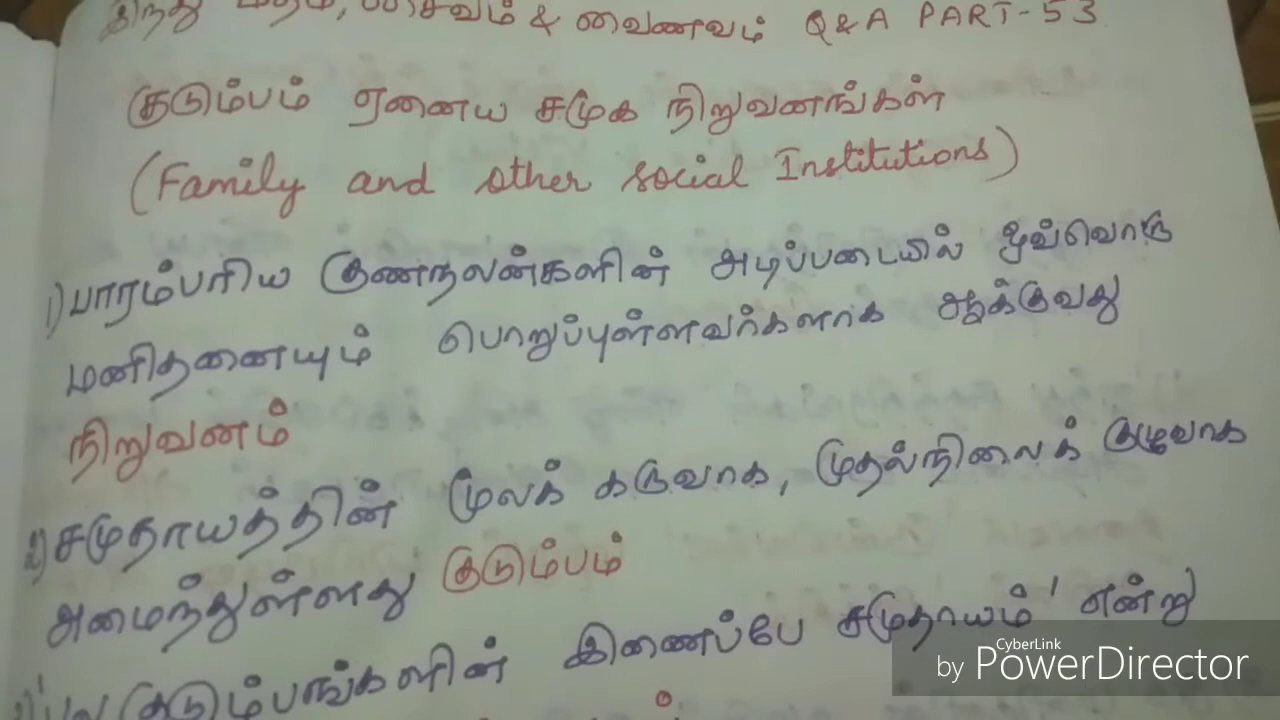 இந்து மதம், சைவம் & வைணவம் Q&A PART-53
குடும்பம் ஏனைய சமுக நிறுவனங்கள்
(Family and other social Institutions)
1) பாரம்பரிய குணநலன்களின் அடிப்படையில் ஒவ்வொரு
மனிதனையும் பொறுப்புள்ளவர்களாக ஆக்குவது
நிறுவனம்
2) சமுதாயத்தின் மூலக் கருவாக, முதல்நிலைக் குழுவாக
அமைந்துள்ளது குடும்பம்
குடும்பங்களின் இணைப்பே சமுதாயம்' என்று
CyberLink
by PowerDirector